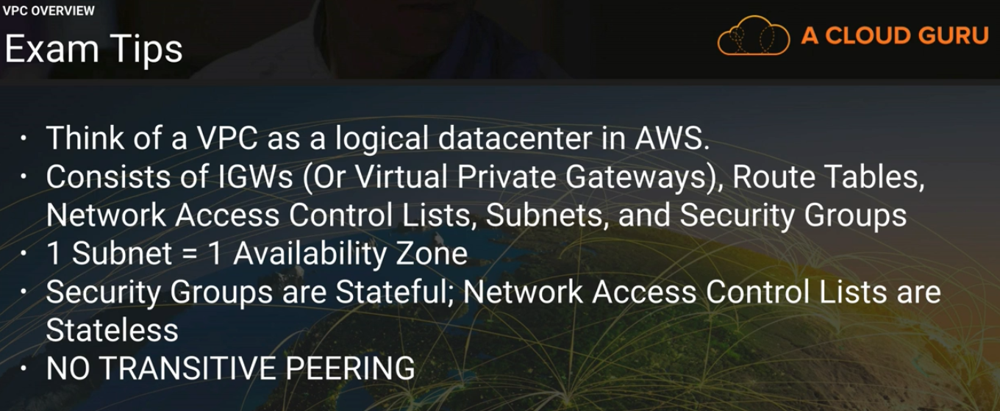 VPC OVERVIEW
Exam Tips
A CLOUD GURU
• Think of a VPC as a logical datacenter in AWS.
• Consists of IGWs (Or Virtual Private Gateways), Route Tables,
Network Access Control Lists, Subnets, and Security Groups
• 1 Subnet = 1 Availability Zone
• Security Groups are Stateful; Network Access Control Lists are
Stateless
• NO TRANSITIVE PEERING